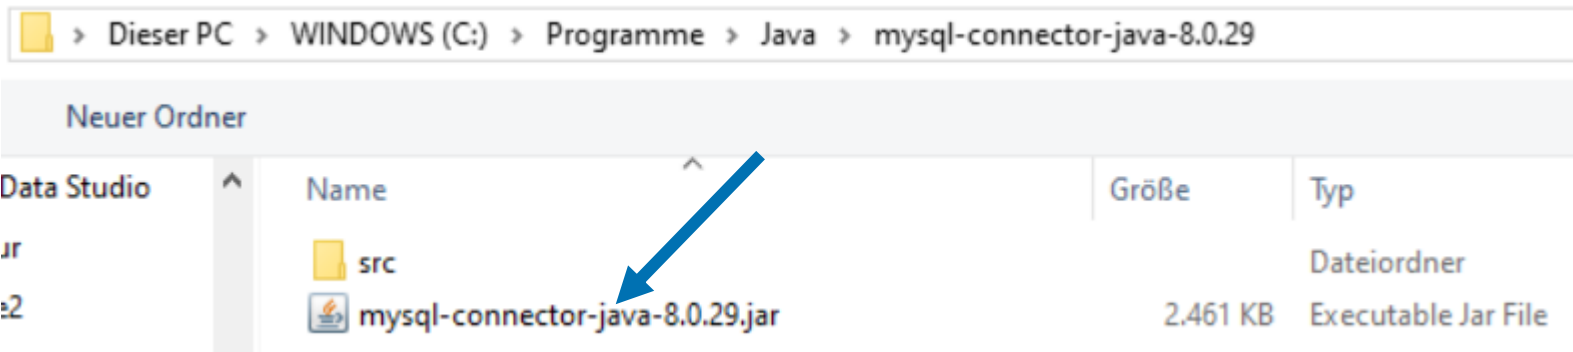 Dieser PC > WINDOWS (C:) > Programme > Java > mysql-connector-java-8.0.29
Neuer Ordner
Data Studio
Name Größe Typ
src Dateiordner
mysql-connector-java-8.0.29.jar 2.461 KB Executable Jar File